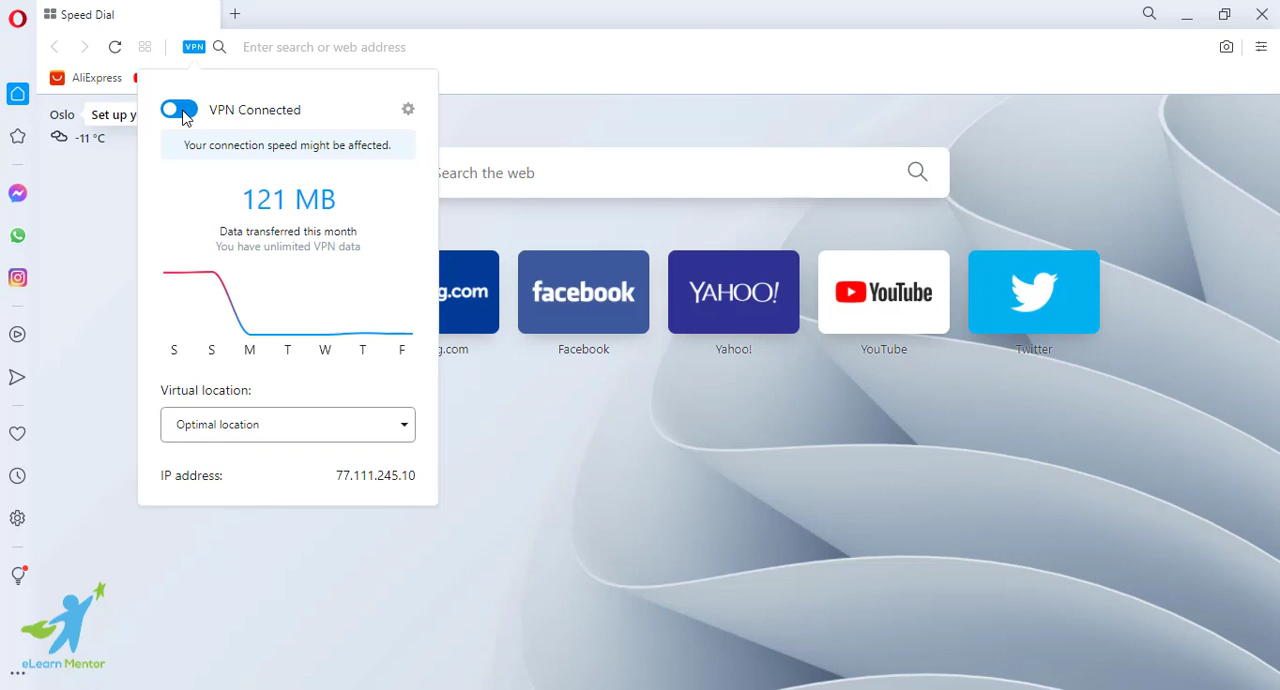 Speed Dial
VPN
Enter search or web address
AliExpress
Oslo
Set up y
-11 °C
VPN Connected
Your connection speed might be affected.
121 MB
Data transferred this month
You have unlimited VPN data
S S M T W T F
Virtual location:
Optimal location
IP address: 77.111.245.10
Search the web
g.com
facebook
YAHOO!
YouTube
g.com
Facebook
Yahoo!
YouTube
Twitter
eLearn Mentor